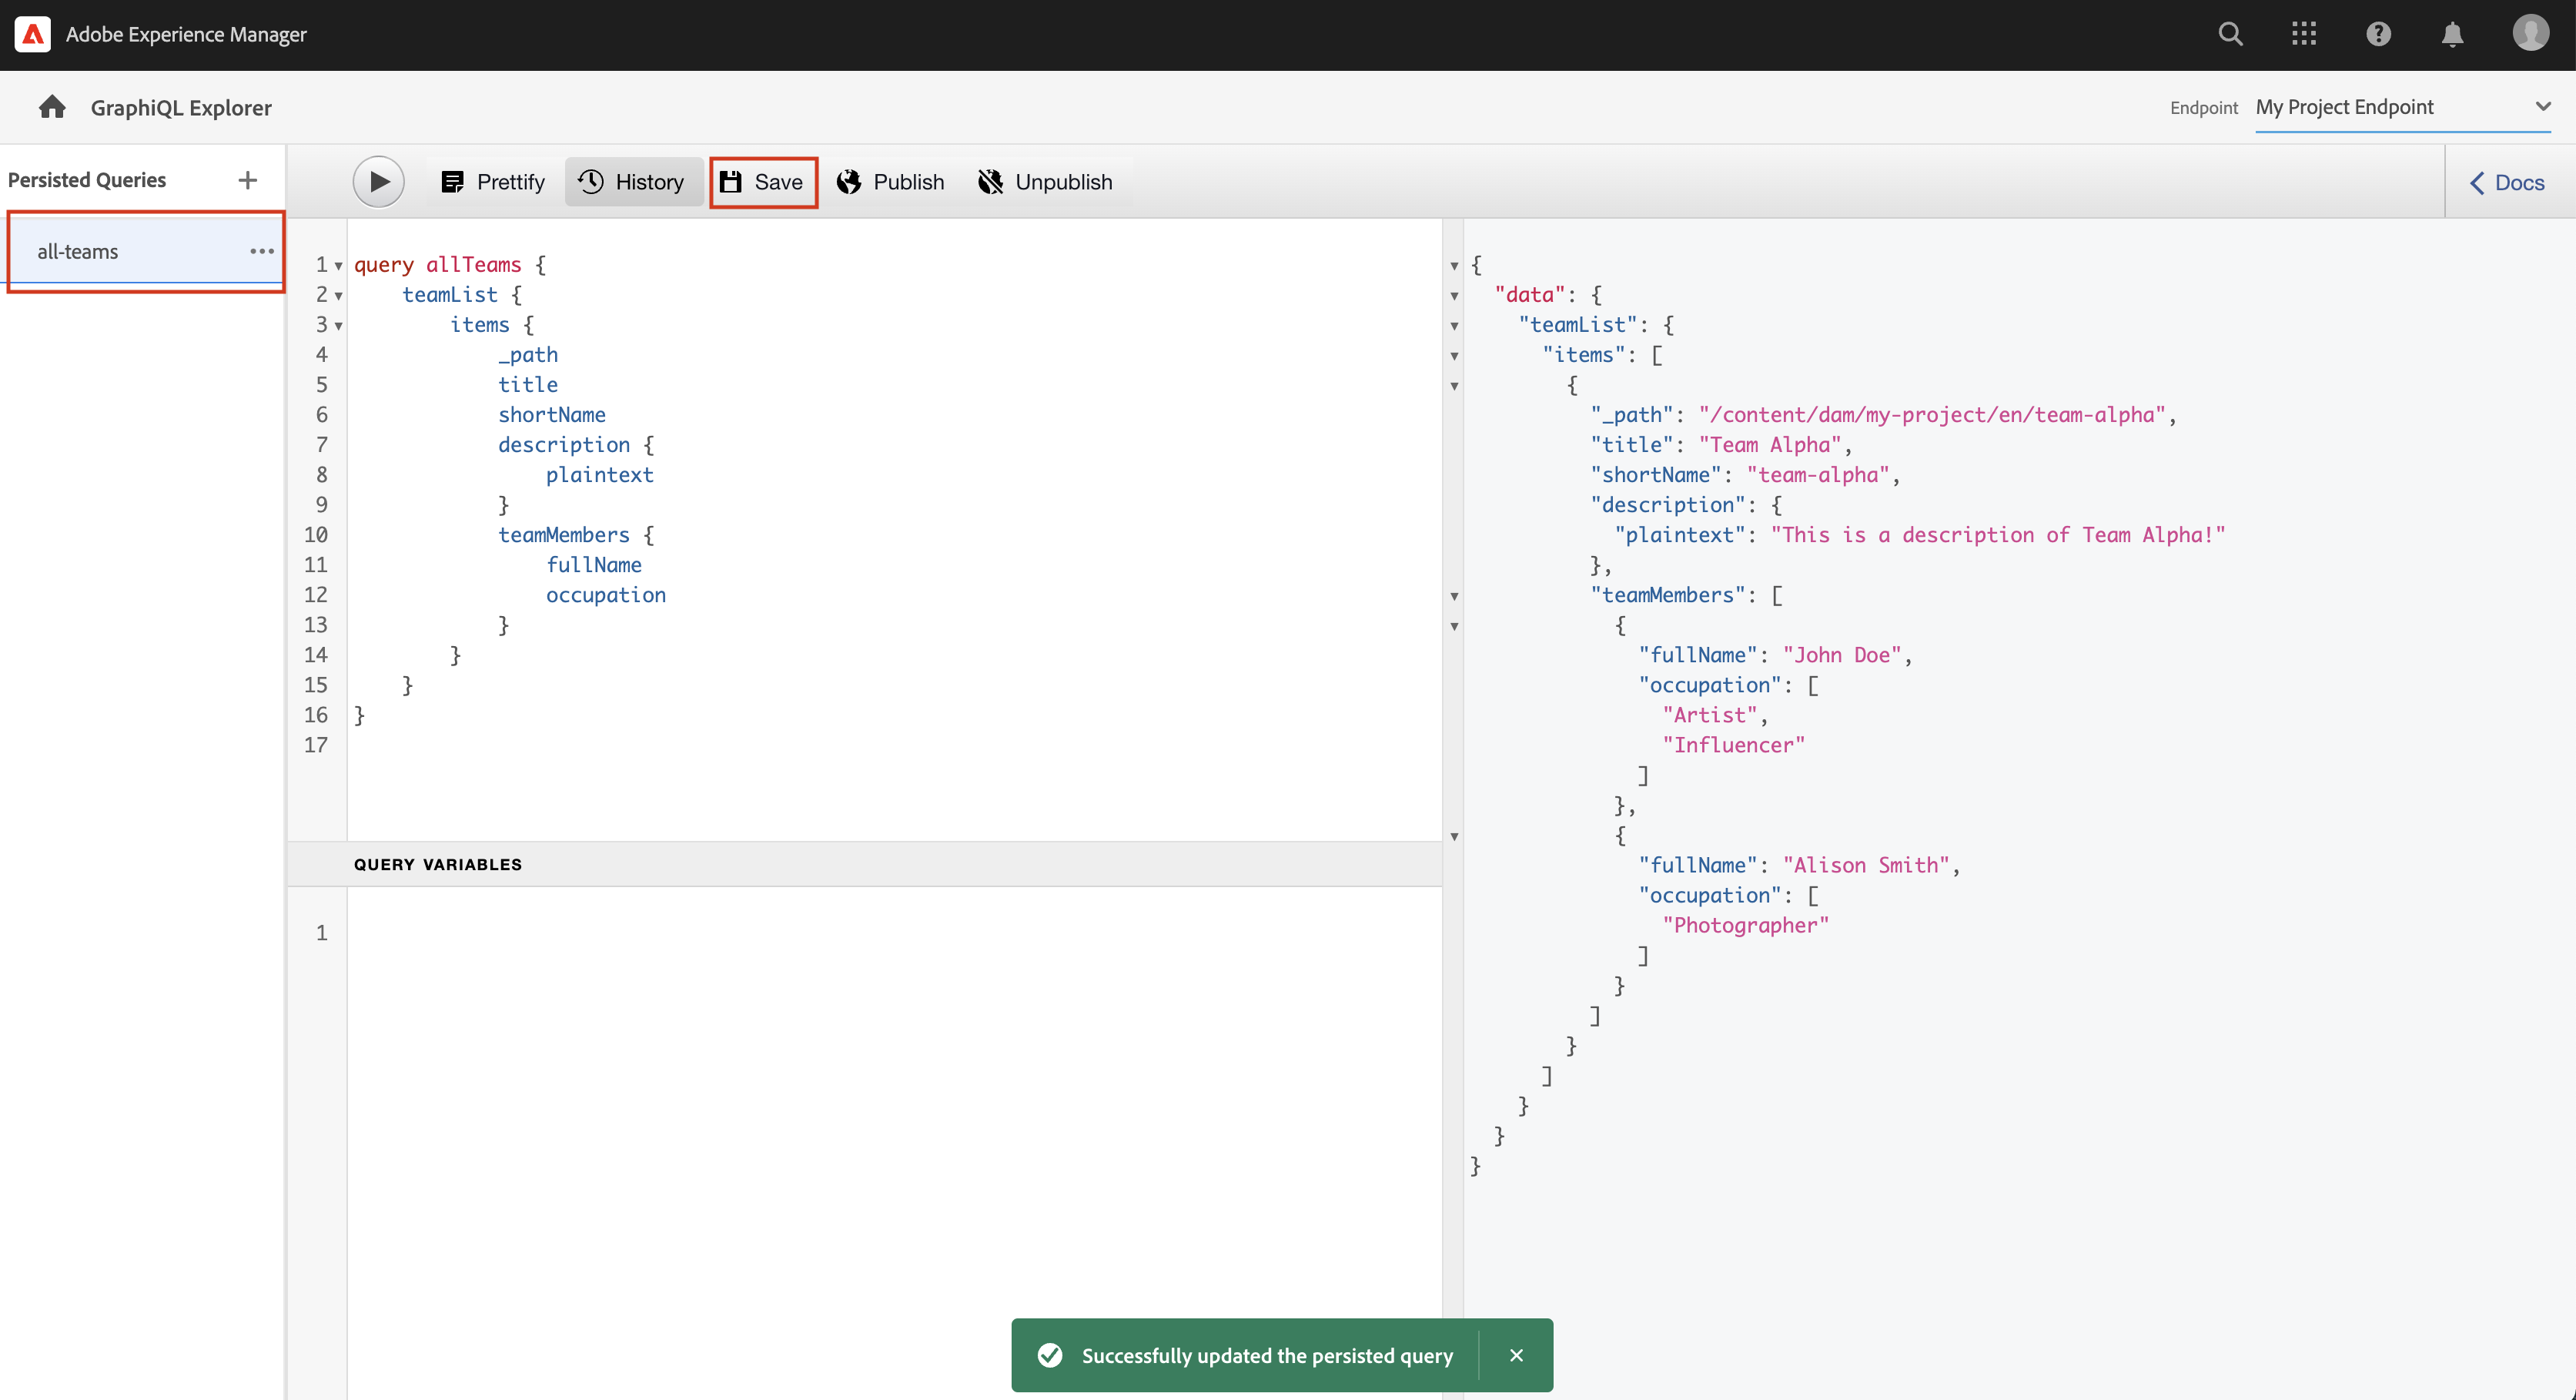 Adobe Experience Manager
GraphiQL Explorer
Endpoint My Project Endpoint
Persisted Queries +
all-teams
Prettify History Save Publish Unpublish
Docs
1 query allTeams {
2 teamList {
3 items {
4 _path
5 title
6 shortName
7 description {
8 plaintext
9 }
10 teamMembers {
11 fullName
12 occupation
13 }
14 }
15 }
16 }
17
QUERY VARIABLES
1
{
"data": {
"teamList": {
"items": [
{
"_path": "/content/dam/my-project/en/team-alpha",
"title": "Team Alpha",
"shortName": "team-alpha",
"description": {
"plaintext": "This is a description of Team Alpha!"
},
"teamMembers": [
{
"fullName": "John Doe",
"occupation": [
"Artist",
"Influencer"
]
},
{
"fullName": "Alison Smith",
"occupation": [
"Photographer"
]
}
]
}
]
}
}
}
Successfully updated the persisted query